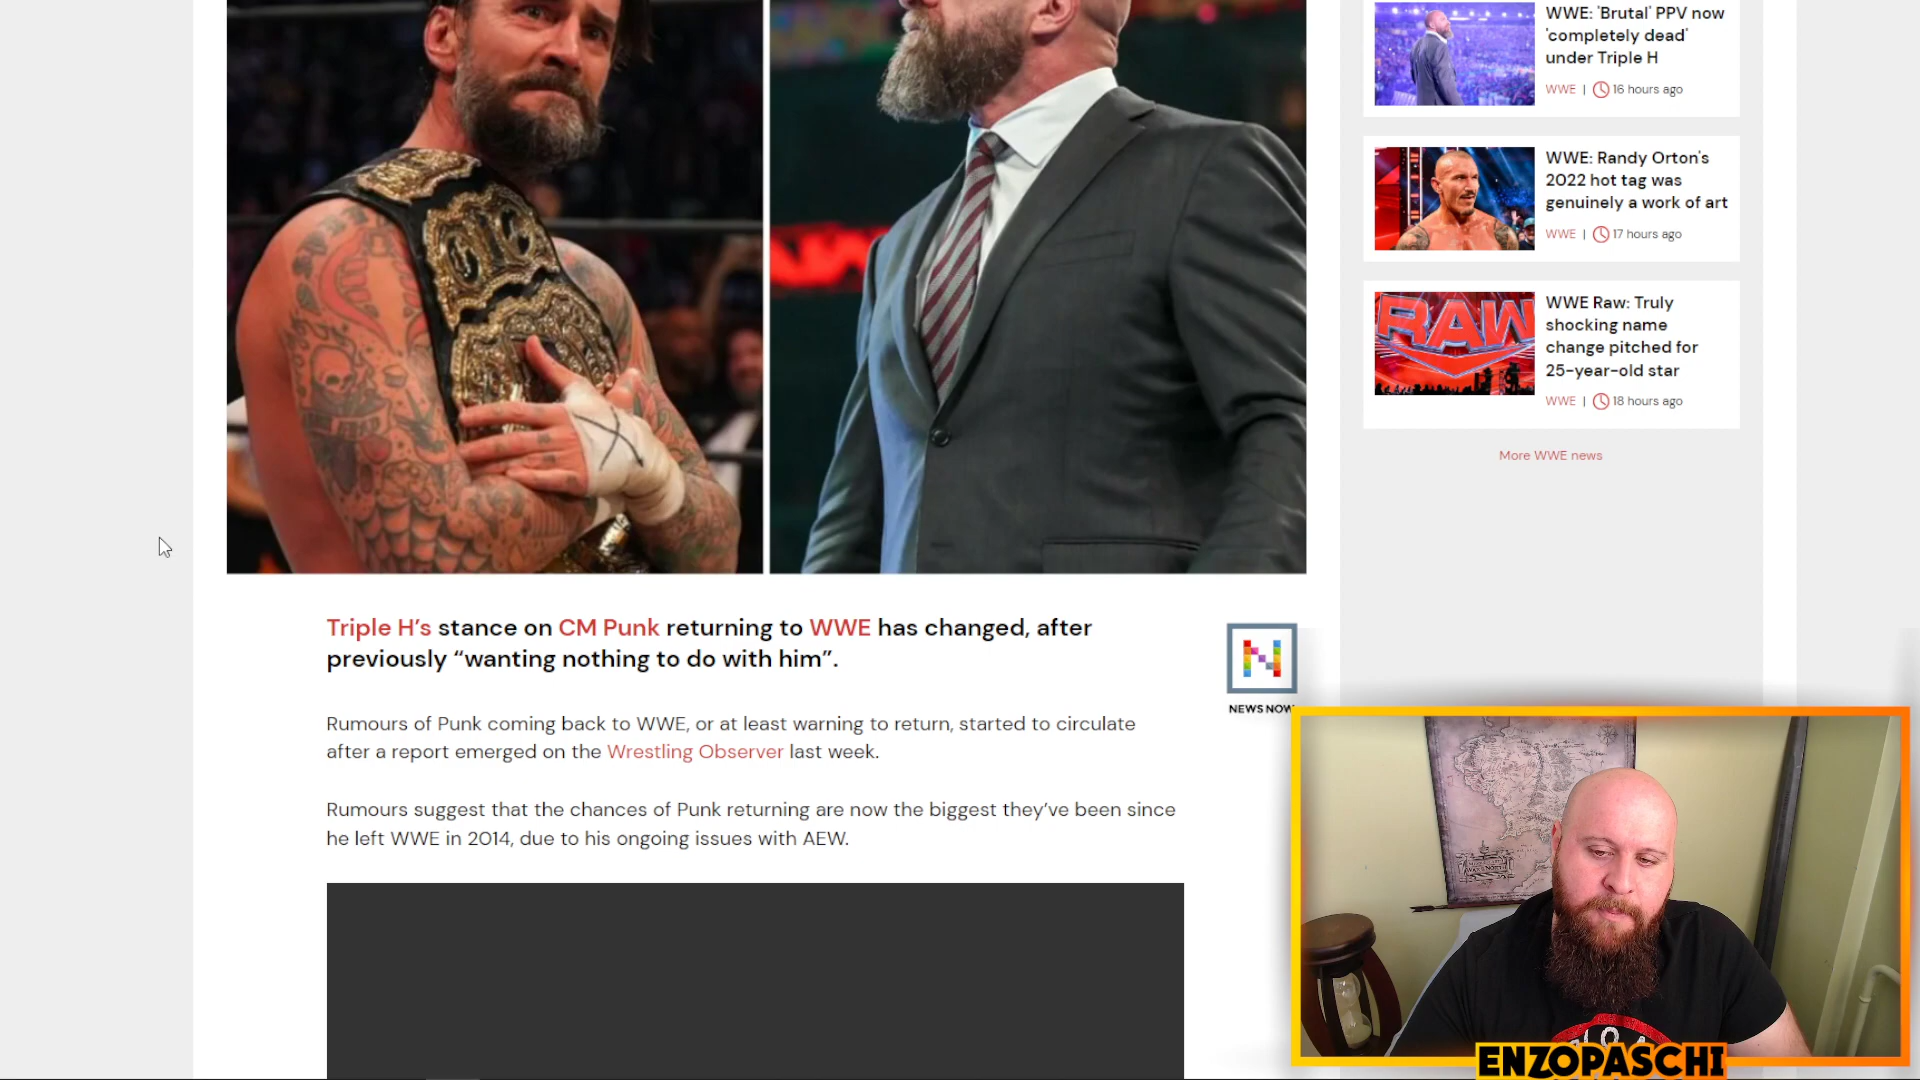 WWE: 'Brutal' PPV now
'completely dead'
under Triple H
WWE | 16 hours ago
WWE: Randy Orton's
2022 hot tag was
genuinely a work of art
WWE | 17 hours ago
RAW
WWE Raw: Truly
shocking name
change pitched for
25-year-old star
WWE | 18 hours ago
More WWE news
Triple H's stance on CM Punk returning to WWE has changed, after
previously “wanting nothing to do with him”.
N
NEWS NOW
Rumours of Punk coming back to WWE, or at least warning to return, started to circulate
after a report emerged on the Wrestling Observer last week.
Rumours suggest that the chances of Punk returning are now the biggest they’ve been since
he left WWE in 2014, due to his ongoing issues with AEW.
ENZOPASCHI